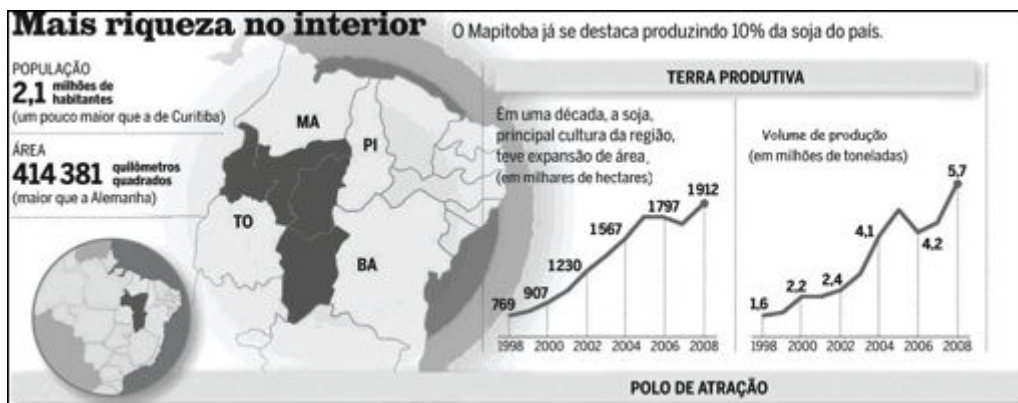 Mais riqueza no interior
O Mapitoba já se destaca produzindo 10% da soja do país.
POPULAÇÃO
2,1 milhões de habitantes
(um pouco maior que a de Curitiba)
ÁREA
414 381 quilômetros quadrados
(maior que a Alemanha)
MA
PI
TO
BA
TERRA PRODUTIVA
Em uma década, a soja,
principal cultura da região,
teve expansão de área.
(em milhares de hectares)
769
907
1230
1567
1797
1912
1998 2000 2002 2004 2006 2008
Volume de produção
(em milhões de toneladas)
1,6
2,2
2,4
4,1
4,2
5,7
1998 2000 2002 2004 2006 2008
POLO DE ATRAÇÃO